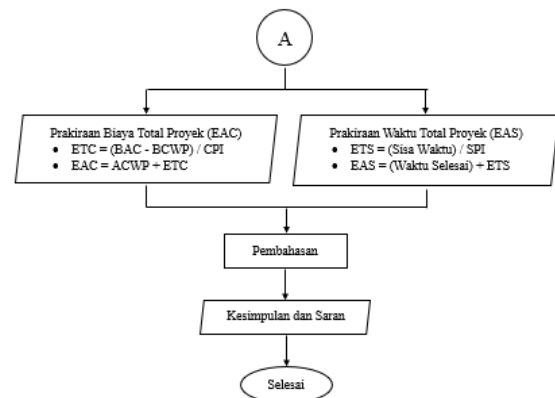 A
Prakiraan Biaya Total Proyek (EAC)
• ETC = (BAC - BCWP) / CPI
• EAC = ACWP + ETC
Prakiraan Waktu Total Proyek (EAS)
• ETS = (Sisa Waktu) / SPI
• EAS = (Waktu Selesai) + ETS
Pembahasan
Kesimpulan dan Saran
Selesai